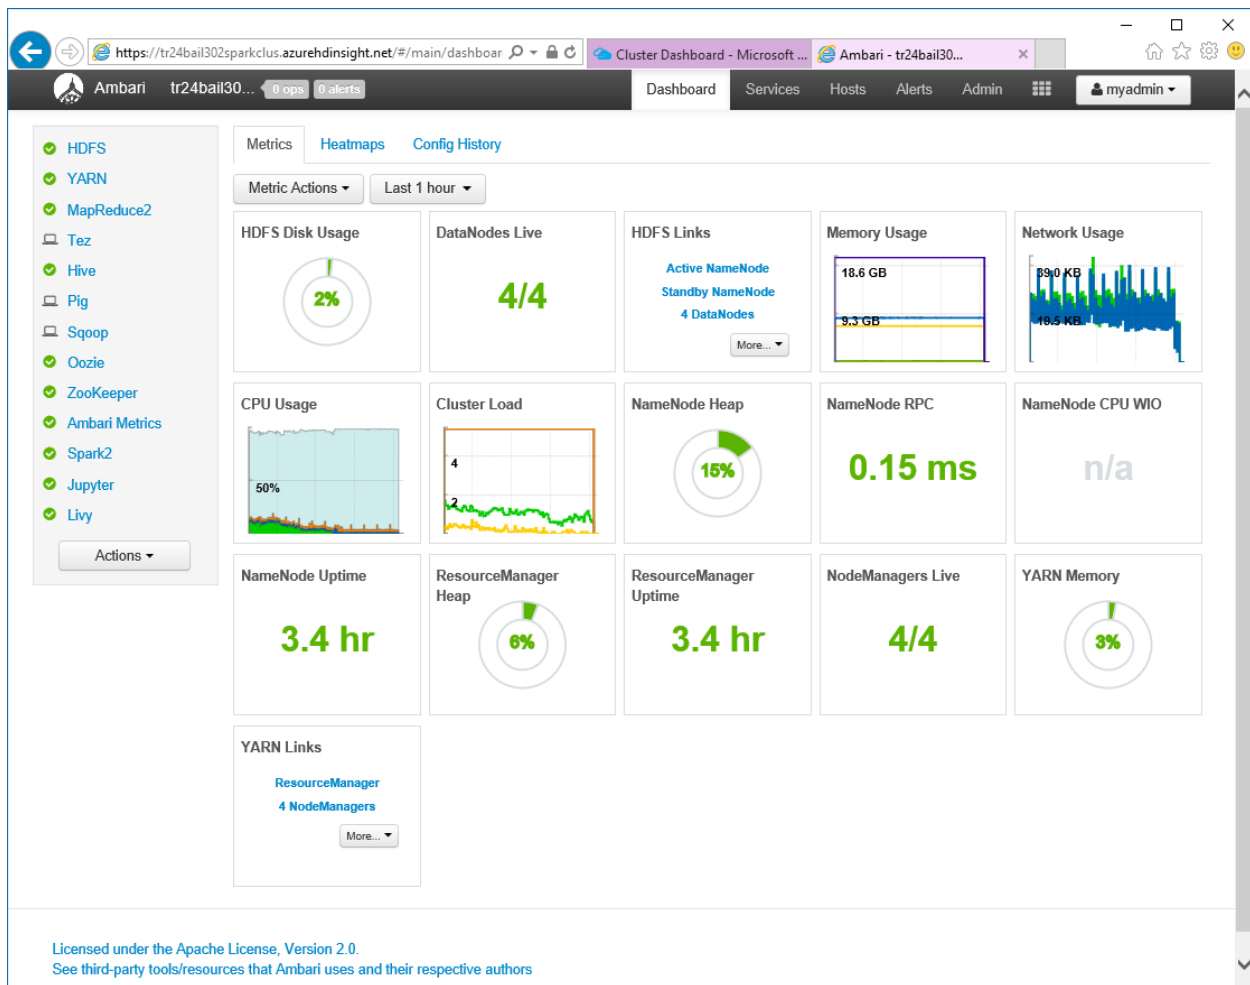 https://tr24bail302sparkclus.azurehdinsight.net/#/main/dashboar
Cluster Dashboard - Microsoft ...
Ambari - tr24bail30...
Ambari
tr24bail30...
0 ops
0 alerts
Dashboard
Services
Hosts
Alerts
Admin
myadmin
HDFS
YARN
MapReduce2
Tez
Hive
Pig
Sqoop
Oozie
ZooKeeper
Ambari Metrics
Spark2
Jupyter
Livy
Actions
Metrics
Heatmaps
Config History
Metric Actions
Last 1 hour
HDFS Disk Usage
2%
DataNodes Live
4/4
HDFS Links
Active NameNode
Standby NameNode
4 DataNodes
More...
Memory Usage
18.6 GB
9.3 GB
Network Usage
39.0 KB
19.5 KB
CPU Usage
50%
Cluster Load
4
2
NameNode Heap
15%
NameNode RPC
0.15 ms
NameNode CPU WIO
n/a
NameNode Uptime
3.4 hr
ResourceManager
Heap
6%
ResourceManager
Uptime
3.4 hr
NodeManagers Live
4/4
YARN Memory
3%
YARN Links
ResourceManager
4 NodeManagers
More...
Licensed under the Apache License, Version 2.0.
See third-party tools/resources that Ambari uses and their respective authors